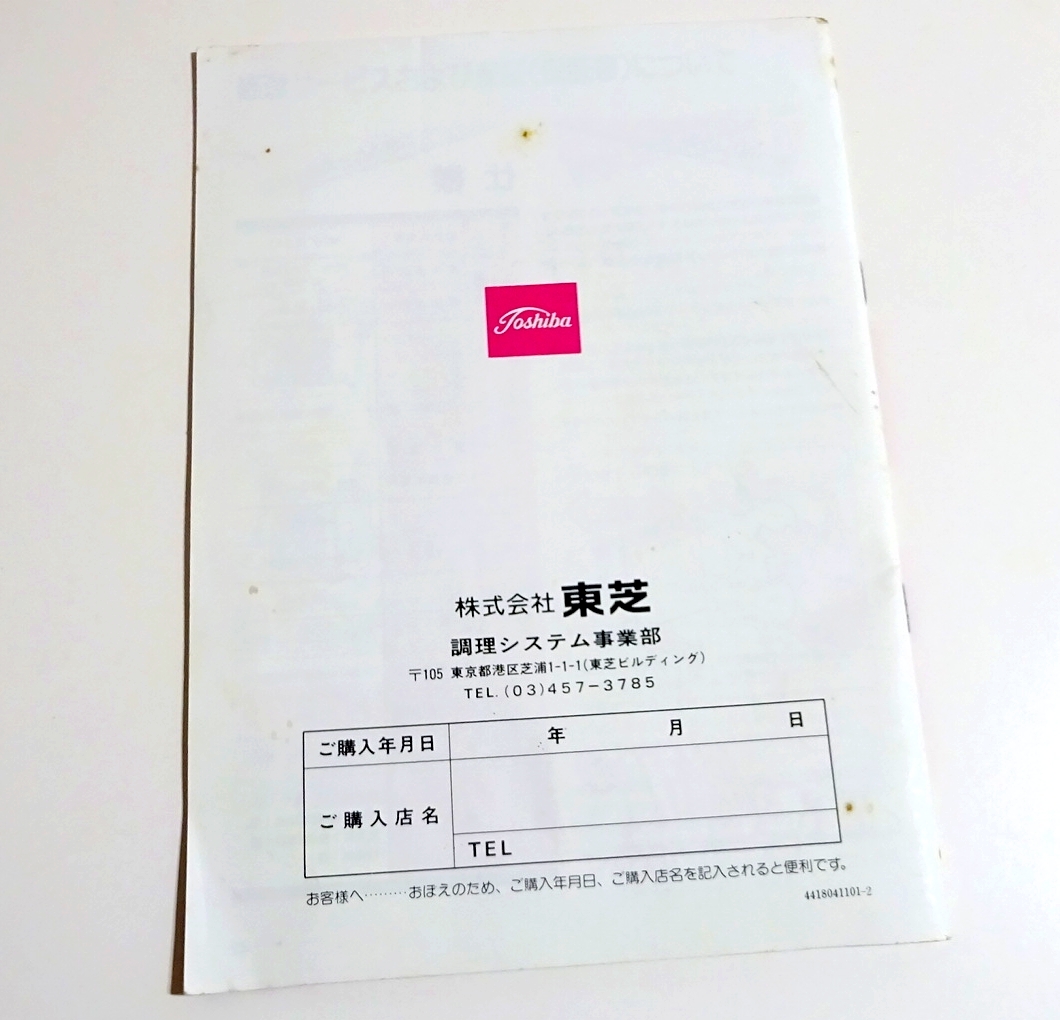 Toshiba
株式会社 東芝
調理システム事業部
〒105 東京都港区芝浦1-1-1(東芝ビルディング)
TEL.(03)457-3785
ご購入年月日 年 月 日
ご購入店名
TEL
お客様へ………おぼえのため、ご購入年月日、ご購入店名を記入されると便利です。
4418041101-2